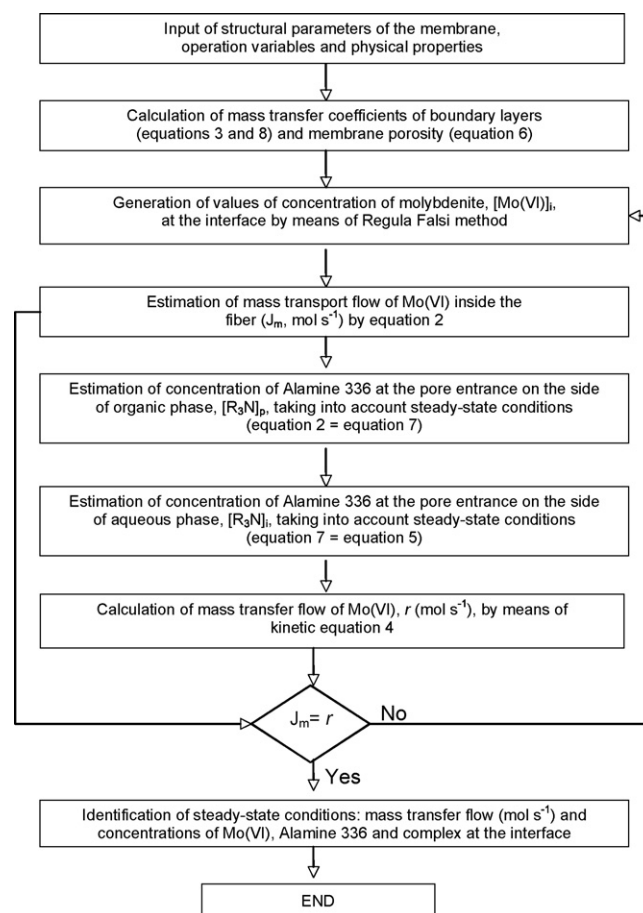 Input of structural parameters of the membrane,
operation variables and physical properties
Calculation of mass transfer coefficients of boundary layers
(equations 3 and 8) and membrane porosity (equation 6)
Generation of values of concentration of molybdenite, [Mo(VI)]ᵢ,
at the interface by means of Regula Falsi method
Estimation of mass transport flow of Mo(VI) inside the
fiber (Jₘ, mol s⁻¹) by equation 2
Estimation of concentration of Alamine 336 at the pore entrance on the side
of organic phase, [R₃N]ₚ, taking into account steady-state conditions
(equation 2 = equation 7)
Estimation of concentration of Alamine 336 at the pore entrance on the side
of aqueous phase, [R₃N]ᵢ, taking into account steady-state conditions
(equation 7 = equation 5)
Calculation of mass transfer flow of Mo(VI), r (mol s⁻¹), by means of
kinetic equation 4
Jₘ= r
No
Yes
Identification of steady-state conditions: mass transfer flow (mol s⁻¹) and
concentrations of Mo(VI), Alamine 336 and complex at the interface
END